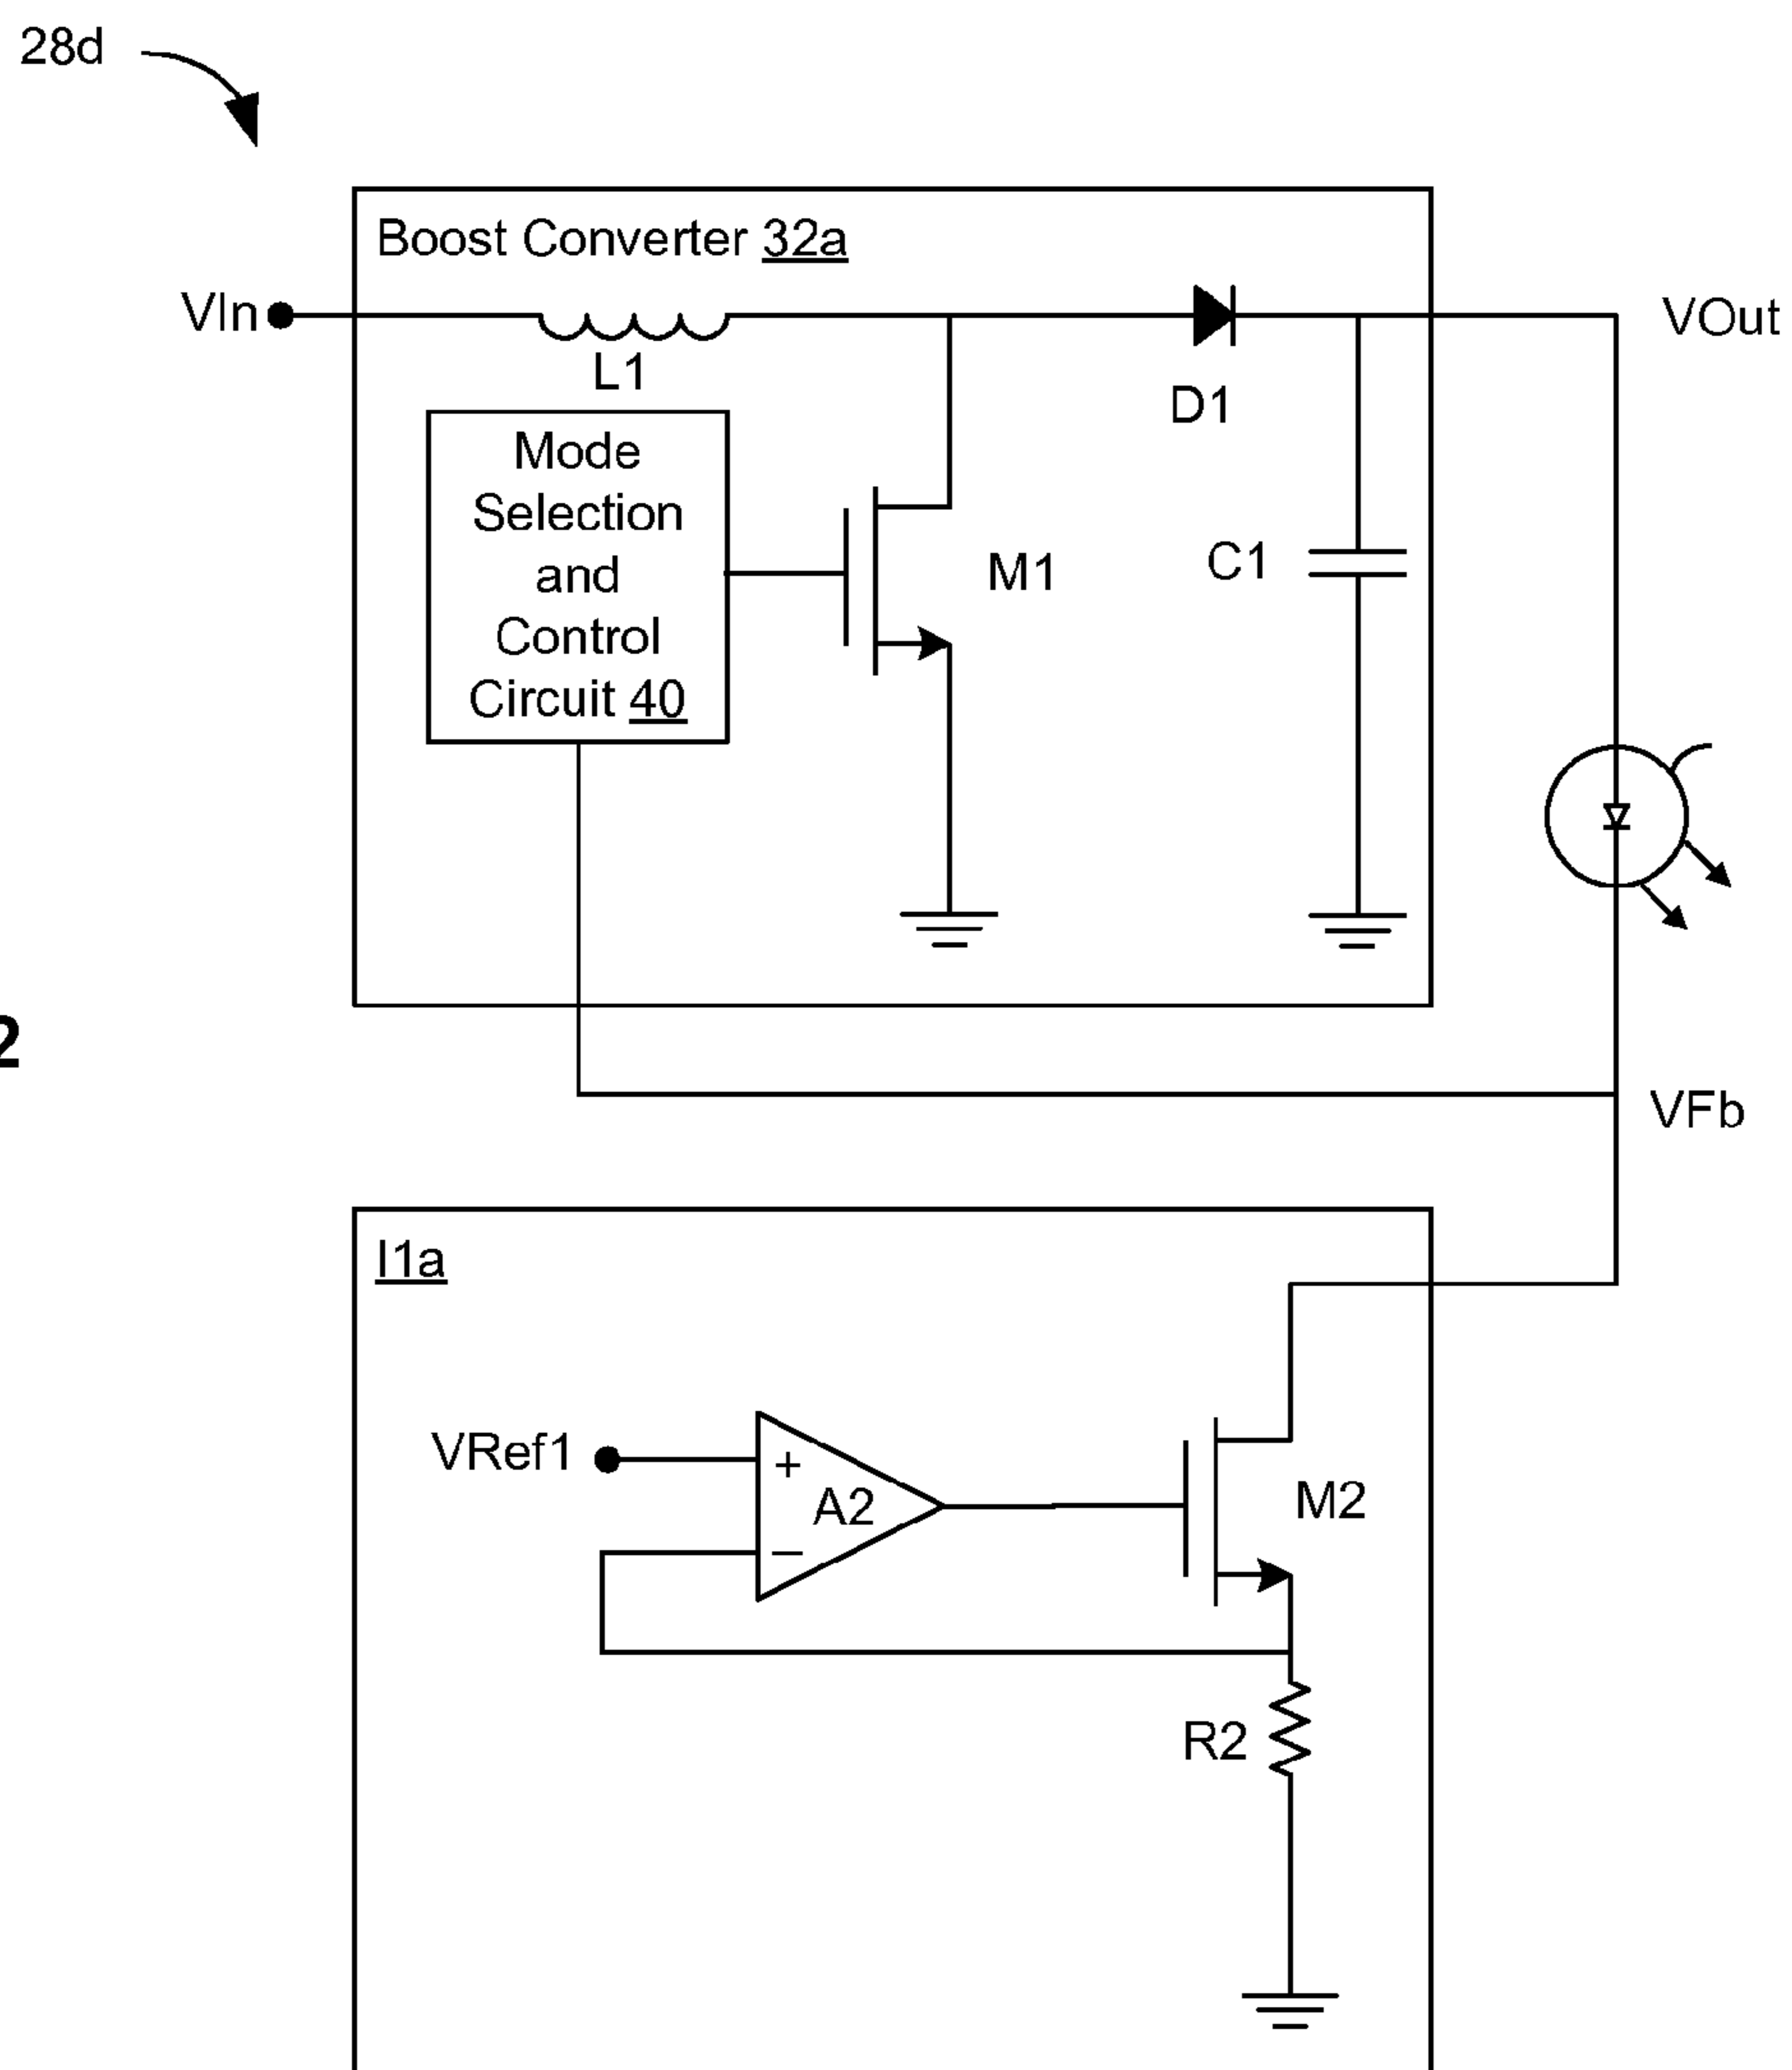 28d
Boost Converter 32a
VIn
VOut
L1
D1
Mode
Selection
and
Control
Circuit 40
M1
C1
2
VFb
I1a
VRef1
+
A2
–
M2
R2